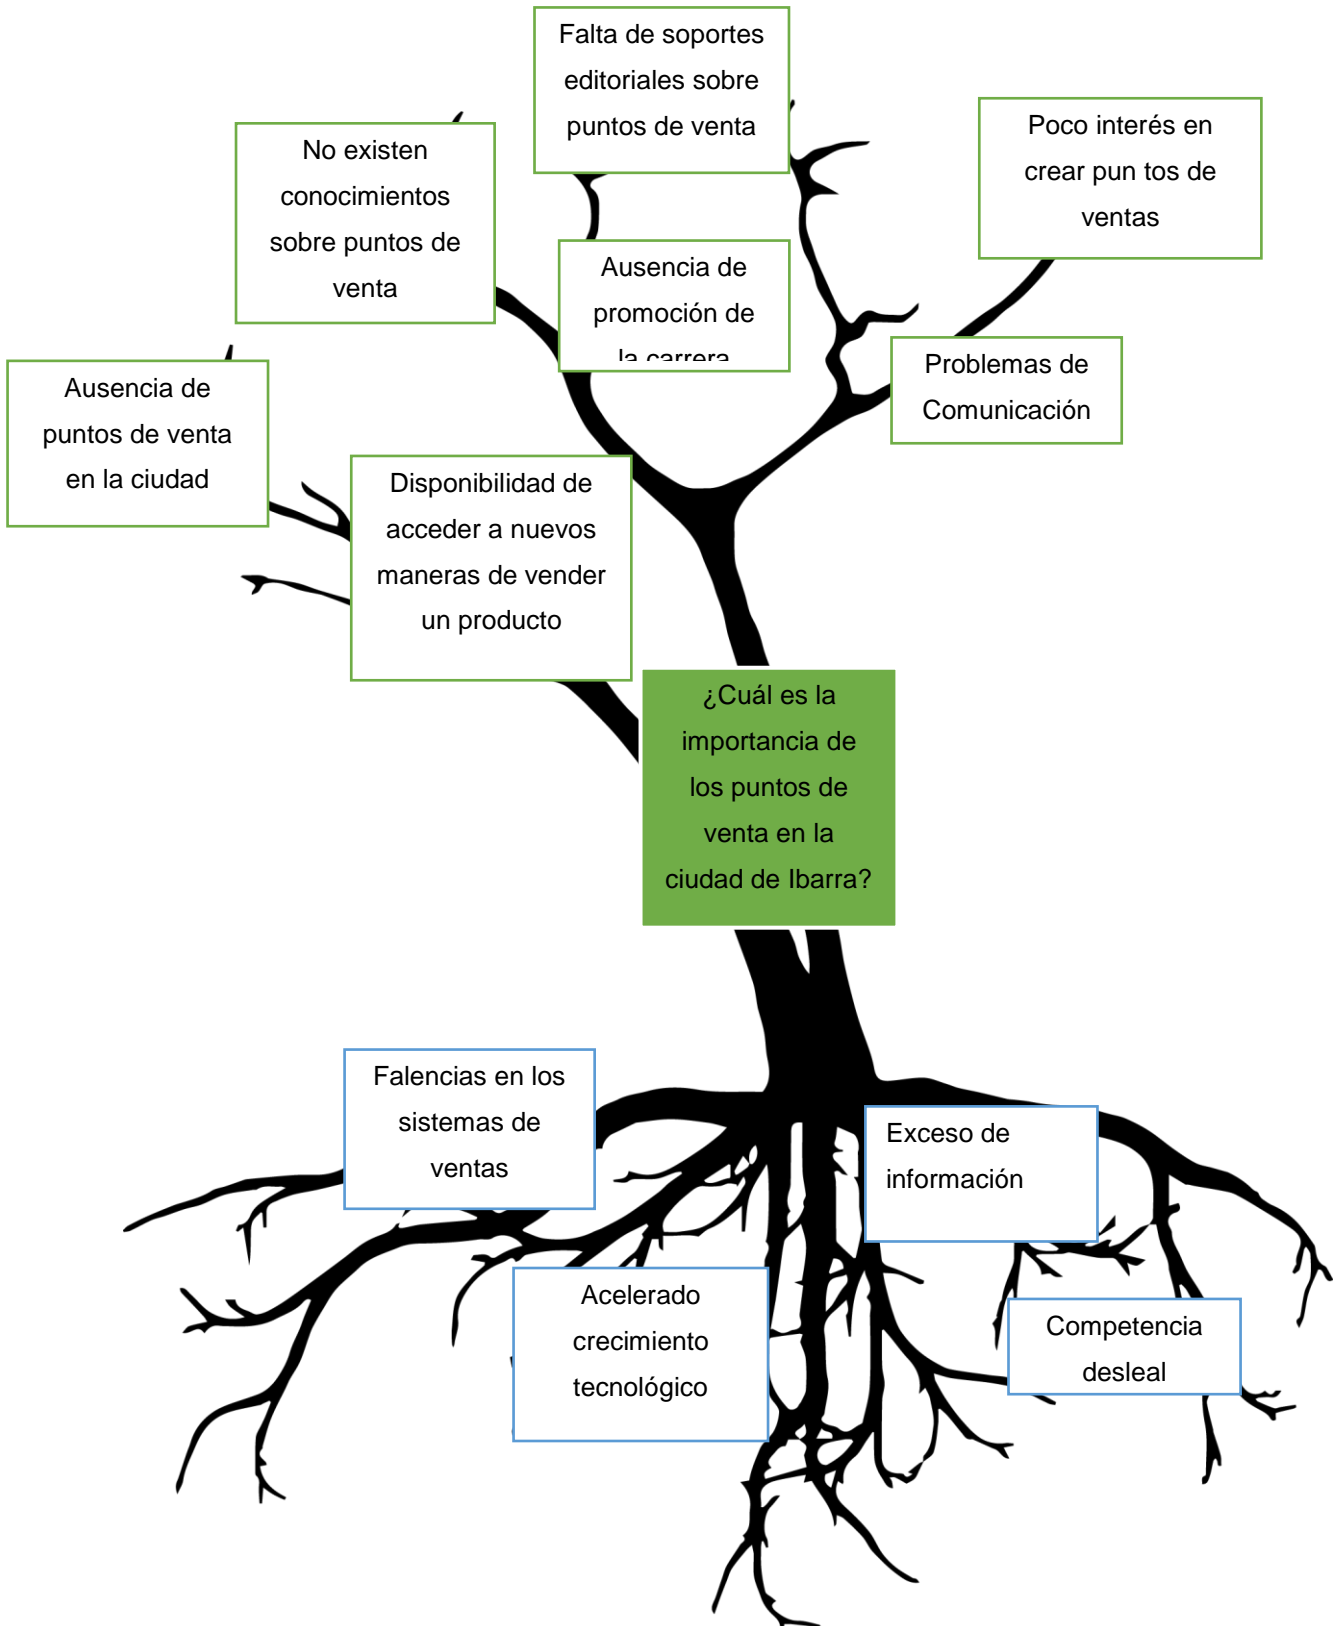 Falta de soportes
editoriales sobre
puntos de venta
Poco interés en
crear pun tos de
ventas
No existen
conocimientos
sobre puntos de
venta
Ausencia de
promoción de
la carrera
Problemas de
Comunicación
Ausencia de
puntos de venta
en la ciudad
Disponibilidad de
acceder a nuevos
maneras de vender
un producto
¿Cuál es la
importancia de
los puntos de
venta en la
ciudad de Ibarra?
Falencias en los
sistemas de
ventas
Exceso de
información
Acelerado
crecimiento
tecnológico
Competencia
desleal